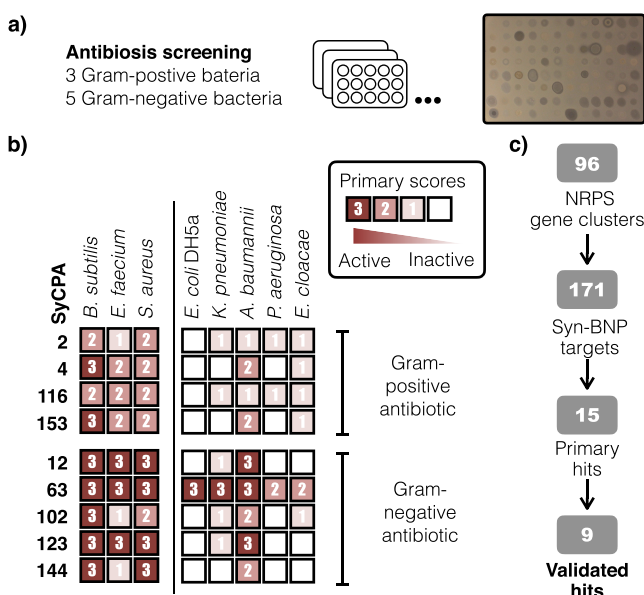 a)
Antibiosis screening
3 Gram-postive bateria
5 Gram-negative bacteria
b)
Primary scores
3 2 1
Active Inactive
SyCPA B. subtilis E. faecium S. aureus E. coli DH5a K. pneumoniae A. baumannii P. aeruginosa E. cloacae
2 2 1 2 1 1 1 1
4 3 2 2 2 1
116 2 2 2 1 1 1 1
153 3 2 2 2 1
Gram-
positive
antibiotic
12 3 3 3 1 3
63 3 3 3 3 3 3 2 2
102 3 1 2 1 2 1
123 3 3 3 1 3
144 3 1 3 2
Gram-
negative
antibiotic
c)
96
NRPS
gene clusters
171
Syn-BNP
targets
15
Primary
hits
9
Validated
hits